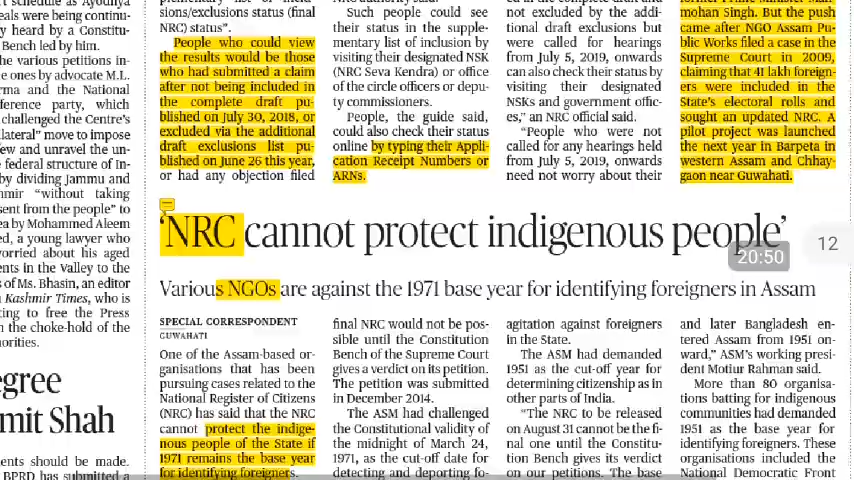 t schedule as Ayodhya
eals were being continu-
y heard by a Constitu-
Bench led by him.
he various petitions in-
e ones by advocate M.L.
rma and the National
ference party, which
challenged the Centre's
lateral” move to impose
few and unravel the un-
e federal structure of In-
by dividing Jammu and
hmir “without taking
sent from the people” to
ea by Mohammed Aleem
ed, a young lawyer who
vorried about his aged
ents in the Valley to the
s of Ms. Bhasin, an editor
Kashmir Times, who is
ting to free the Press
n the choke-hold of the
orities.
egree
mit Shah
ents should be made.
BPRD has submitted a
sions/exclusions status (final
NRC) status”.
People who could view
the results would be those
who had submitted a claim
after not being included in
the complete draft pu-
blished on July 30, 2018, or
excluded via the additional
draft exclusions list pu-
blished on June 26 this year,
or had any objection filed
Such people could see
their status in the supple-
mentary list of inclusion by
visiting their designated NSK
(NRC Seva Kendra) or office
of the circle officers or depu-
ty commissioners.
People, the guide said,
could also check their status
online by typing their Appli-
cation Receipt Numbers or
ARNs.
not excluded by the addi-
tional draft exclusions but
were called for hearings
from July 5, 2019, onwards
can also check their status by
visiting their designated
NSKs and government offic-
es,” an NRC official said.
“People who were not
called for any hearings held
from July 5, 2019, onwards
need not worry about their
mohan Singh. But the push
came after NGO Assam Pu-
blic Works filed a case in the
Supreme Court in 2009,
claiming that 41 lakh foreign-
ers were included in the
State's electoral rolls and
sought an updated NRC. A
pilot project was launched
the next year in Barpeta in
western Assam and Chhay-
gaon near Guwahati.
‘NRC cannot protect indigenous people’
20:50
12
Various NGOs are against the 1971 base year for identifying foreigners in Assam
SPECIAL CORRESPONDENT
GUWAHATI
One of the Assam-based or-
ganisations that has been
pursuing cases related to the
National Register of Citizens
(NRC) has said that the NRC
cannot protect the indige-
nous people of the State if
1971 remains the base year
for identifying foreigners.
final NRC would not be pos-
sible until the Constitution
Bench of the Supreme Court
gives a verdict on its petition.
The petition was submitted
in December 2014.
The ASM had challenged
the Constitutional validity of
the midnight of March 24,
1971, as the cut-off date for
detecting and deporting fo-
agitation against foreigners
in the State.
The ASM had demanded
1951 as the cut-off year for
determining citizenship as in
other parts of India.
“The NRC to be released
on August 31 cannot be the fi-
nal one until the Constitu-
tion Bench gives its verdict
on our petitions. The base
and later Bangladesh en-
tered Assam from 1951 on-
ward,” ASM's working presi-
dent Motiur Rahman said.
More than 80 organisa-
tions batting for indigenous
communities had demanded
1951 as the base year for
identifying foreigners. These
organisations included the
National Democratic Front